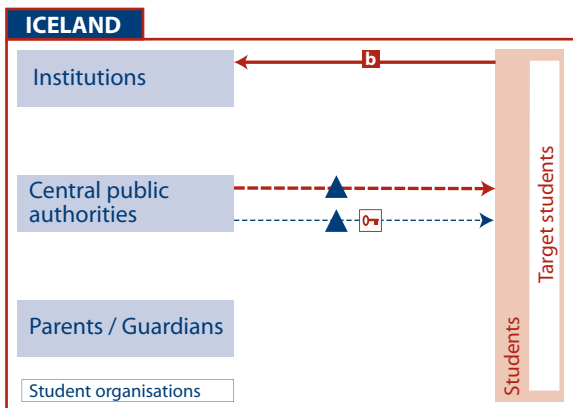 ICELAND
Institutions
b
Central public
authorities
Parents / Guardians
Student organisations
Students
Target students